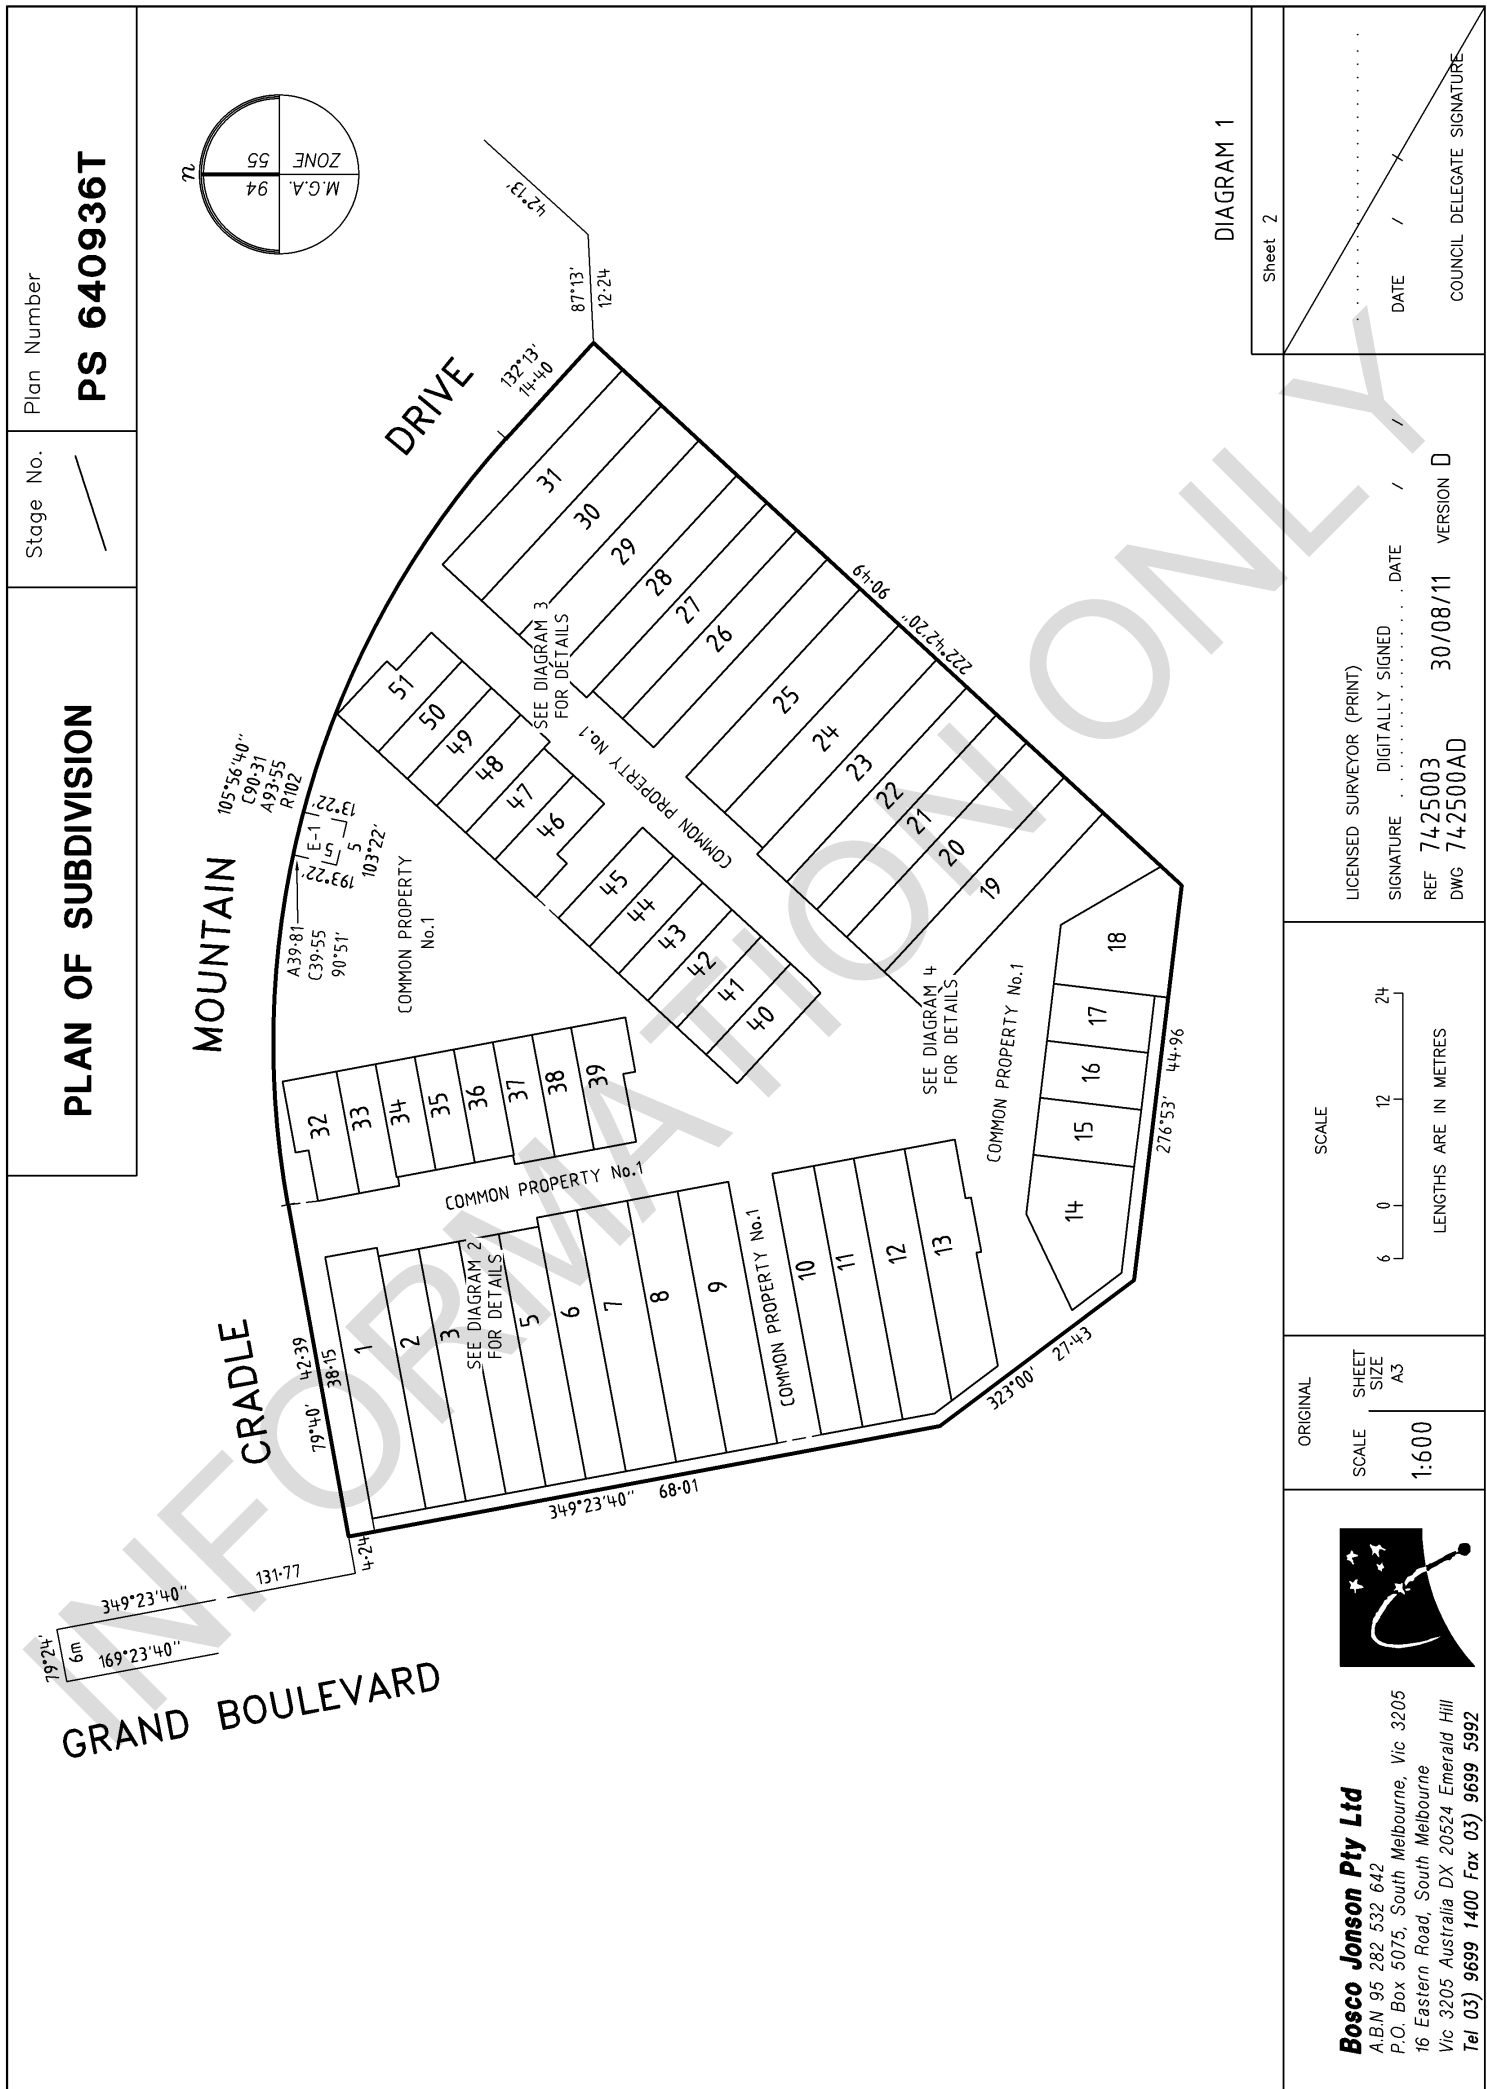 PLAN OF SUBDIVISION
Stage No.
Plan Number
PS 640936T
GRAND BOULEVARD
CRADLE
MOUNTAIN
DRIVE
79°24'
6m
349°23'40"
169°23'40"
131·77
4·24
79°40'
42·39
38·15
A39·81
C39·55
90°51'
193°22'
E-1
5
5
13°22'
103°22'
105°56'40"
C90·31
A93·55
R102
132°13'
14·40
87°13'
12·24
42°13'
n
94
55
M.G.A.
ZONE
COMMON PROPERTY
No.1
1
2
3
SEE DIAGRAM 2
FOR DETAILS
5
6
7
8
9
COMMON PROPERTY No.1
COMMON PROPERTY No.1
10
11
12
13
14
15
16
17
18
COMMON PROPERTY No.1
SEE DIAGRAM 4
FOR DETAILS
19
20
21
22
23
24
25
26
27
28
29
30
31
SEE DIAGRAM 3
FOR DETAILS
COMMON PROPERTY No.1
COMMON PROPERTY
32
33
34
35
36
37
38
39
40
41
42
43
44
45
46
47
48
49
50
51
349°23'40"
68·01
323°00'
27·43
276°53'
44·96
222°42'20"
90·49
DIAGRAM 1
Sheet 2
INFORMATION ONLY
Bosco Jonson Pty Ltd
A.B.N 95 282 532 642
P.O. Box 5075, South Melbourne, Vic 3205
16 Eastern Road, South Melbourne
Vic 3205 Australia DX 20524 Emerald Hill
Tel 03) 9699 1400 Fax 03) 9699 5992
ORIGINAL
SCALE
SHEET
SIZE
A3
1:600
SCALE
6
0
12
24
LENGTHS ARE IN METRES
LICENSED SURVEYOR (PRINT)
DIGITALLY SIGNED
SIGNATURE . . . . . . . . . . . . . . . . DATE / /
REF 7425003
30/08/11
VERSION D
DWG 742500AD
DATE / /
COUNCIL DELEGATE SIGNATURE